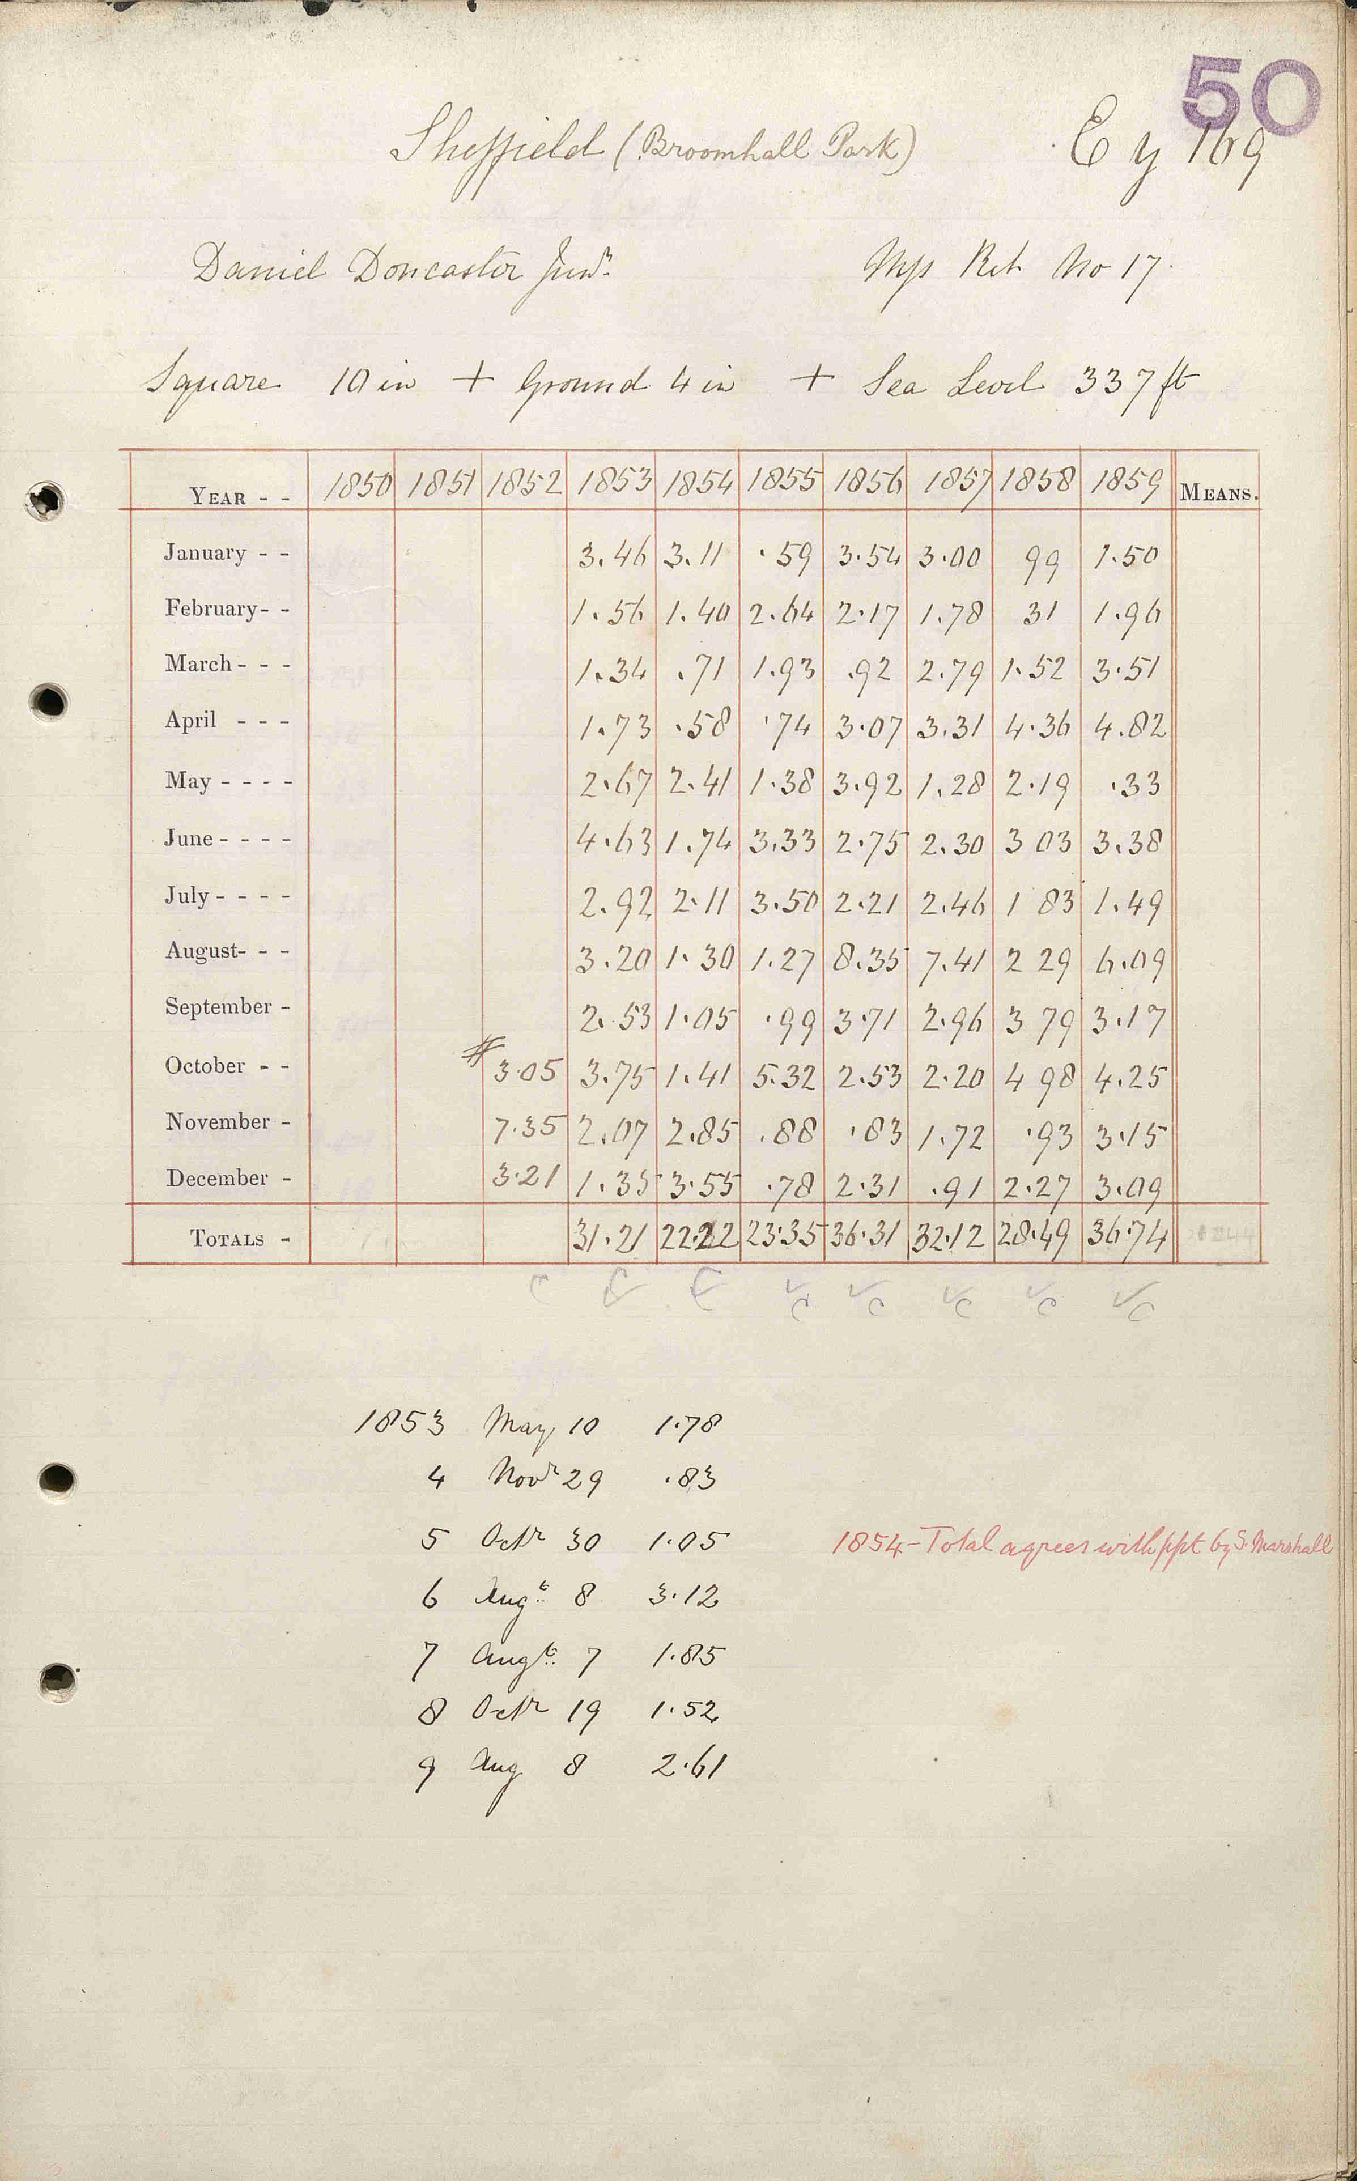 50
Sheffield (Broomhall Park) E y 169
Daniel Doncaster Junr. Ret No 17
Square 10 in + Ground 4 in + Sea Level 337 ft
YEAR - - 1850 1851 1852 1853 1854 1855 1856 1857 1858 1859 MEANS.
January - - 3.46 3.11 .59 3.54 3.00 99 1.50
February - - 1.56 1.40 2.64 2.17 1.78 31 1.96
March - - - 1.34 .71 1.93 .92 2.79 1.52 3.51
April - - - 1.73 .58 .74 3.07 3.31 4.36 4.82
May - - - - 2.67 2.41 1.38 3.92 1.28 2.19 .33
June - - - - 4.63 1.74 3.33 2.75 2.30 3 03 3.38
July - - - - 2.92 2.11 3.50 2.21 2.46 1 83 1.49
August - - - 3.20 1.30 1.27 8.35 7.41 2 29 6.09
September - 2.53 1.05 .99 3.71 2.96 3 79 3.17
October - - # 3.05 3.75 1.41 5.32 2.53 2.20 4 98 4.25
November - 7.35 2.07 2.85 .88 .83 1.72 .93 3.15
December - 3.21 1.35 3.55 .78 2.31 .91 2.27 3.09
TOTALS - 31.21 22.22 23.35 36.31 32.12 28.49 36.74
c c c ✓c ✓c ✓c ✓c ✓c
1853 May 10 1.78
4 Novr 29 .83
5 Octr 30 1.05 1854 - Total agrees with ppt by S. Marshall
6 Augt 8 3.12
7 Augt. 7 1.85
8 Octr 19 1.52
9 Aug 8 2.61